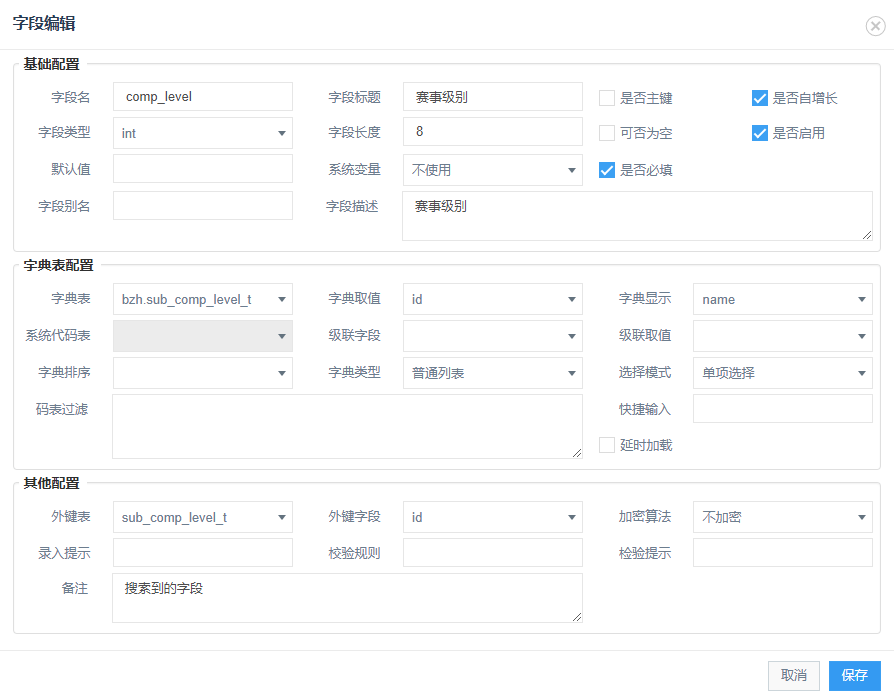 字段编辑
基础配置
字段名 comp_level 字段标题 赛事级别 是否主键 是否自增长
字段类型 int 字段长度 8 可否为空 是否启用
默认值 系统变量 不使用 是否必填
字段别名 字段描述 赛事级别
字典表配置
字典表 bzh.sub_comp_level_t 字典取值 id 字典显示 name
系统代码表 级联字段 级联取值
字典排序 字典类型 普通列表 选择模式 单项选择
码表过滤 快捷输入
延时加载
其他配置
外键表 sub_comp_level_t 外键字段 id 加密算法 不加密
录入提示 校验规则 检验提示
备注 搜索到的字段
取消 保存